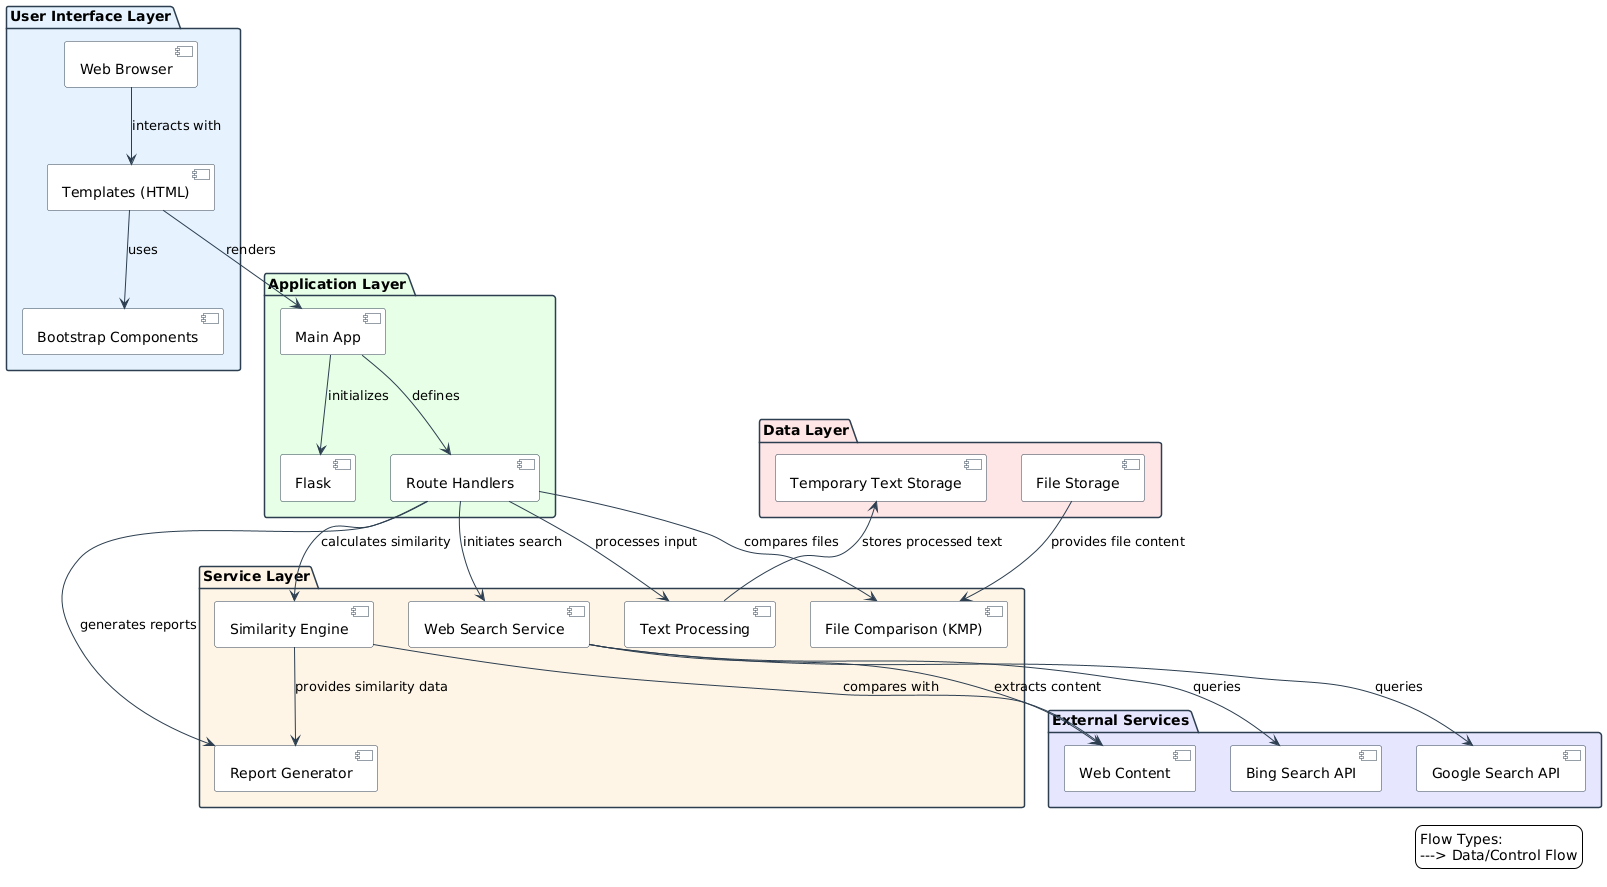 User Interface Layer
Web Browser
interacts with
Templates (HTML)
uses
renders
Bootstrap Components
Application Layer
Main App
initializes
defines
Flask
Route Handlers
Data Layer
Temporary Text Storage
File Storage
calculates similarity
initiates search
processes input
compares files
stores processed text
provides file content
Service Layer
Similarity Engine
Web Search Service
Text Processing
File Comparison (KMP)
generates reports
provides similarity data
compares with
extracts content
queries
queries
Report Generator
External Services
Web Content
Bing Search API
Google Search API
Flow Types:
---> Data/Control Flow